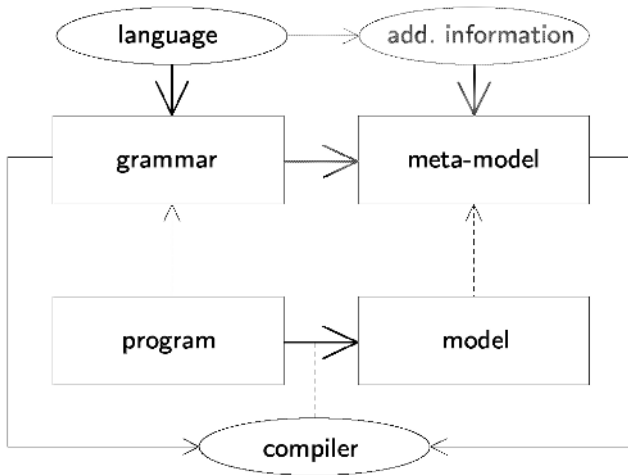 language
add. information
grammar
meta-model
program
model
compiler